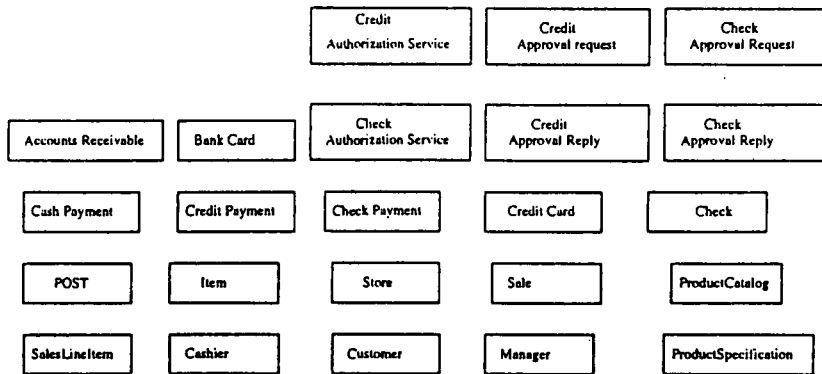 Credit
Authorization Service
Credit
Approval request
Check
Approval Request
Accounts Receivable
Bank Card
Check
Authorization Service
Credit
Approval Reply
Check
Approval Reply
Cash Payment
Credit Payment
Check Payment
Credit Card
Check
POST
Item
Store
Sale
ProductCatalog
SalesLineItem
Cashier
Customer
Manager
ProductSpecification